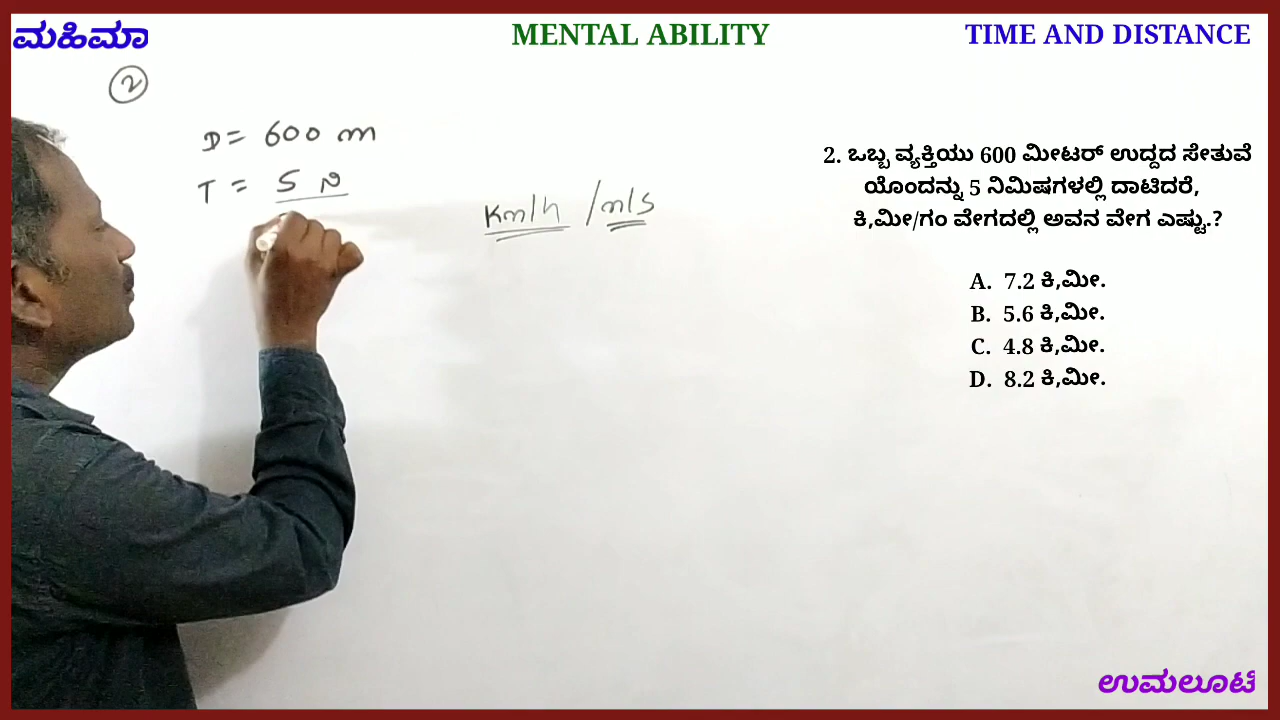 ಮಹಿಮಾ
MENTAL ABILITY
TIME AND DISTANCE
2
D = 600 m
T = 5 ನಿ
Km/h / m/s
2. ಒಬ್ಬ ವ್ಯಕ್ತಿಯು 600 ಮೀಟರ್ ಉದ್ದದ ಸೇತುವೆ
ಯೊಂದನ್ನು 5 ನಿಮಿಷಗಳಲ್ಲಿ ದಾಟಿದರೆ,
ಕಿ,ಮೀ/ಗಂ ವೇಗದಲ್ಲಿ ಅವನ ವೇಗ ಎಷ್ಟು.?
A. 7.2 ಕಿ,ಮೀ.
B. 5.6 ಕಿ,ಮೀ.
C. 4.8 ಕಿ,ಮೀ.
D. 8.2 ಕಿ,ಮೀ.
ಉಮಲೂಟಿ